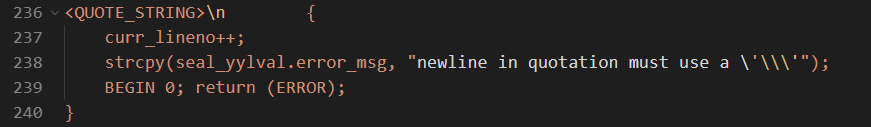 236 <QUOTE_STRING>\n        {
237     curr_lineno++;
238     strcpy(seal_yylval.error_msg, "newline in quotation must use a \'\\\'");
239     BEGIN 0; return (ERROR);
240 }